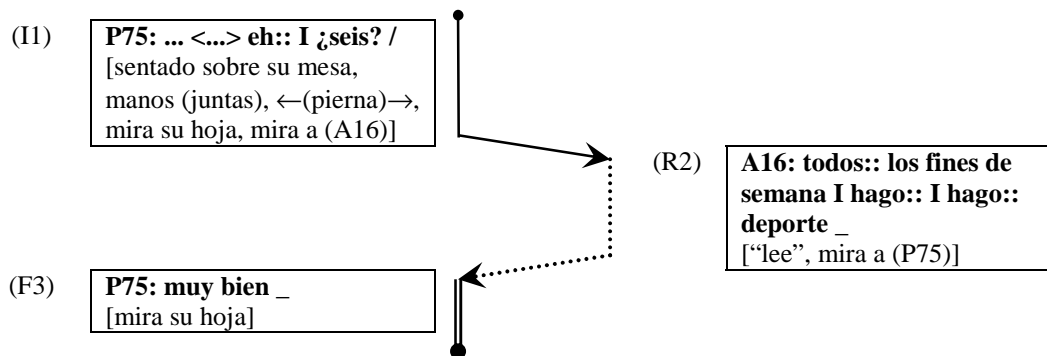 (I1)
P75: ... <...> eh:: I ¿seis? /
[sentado sobre su mesa,
manos (juntas), ←(pierna)→,
mira su hoja, mira a (A16)]
(R2)
A16: todos:: los fines de
semana I hago:: I hago::
deporte _
[“lee”, mira a (P75)]
(F3)
P75: muy bien _
[mira su hoja]